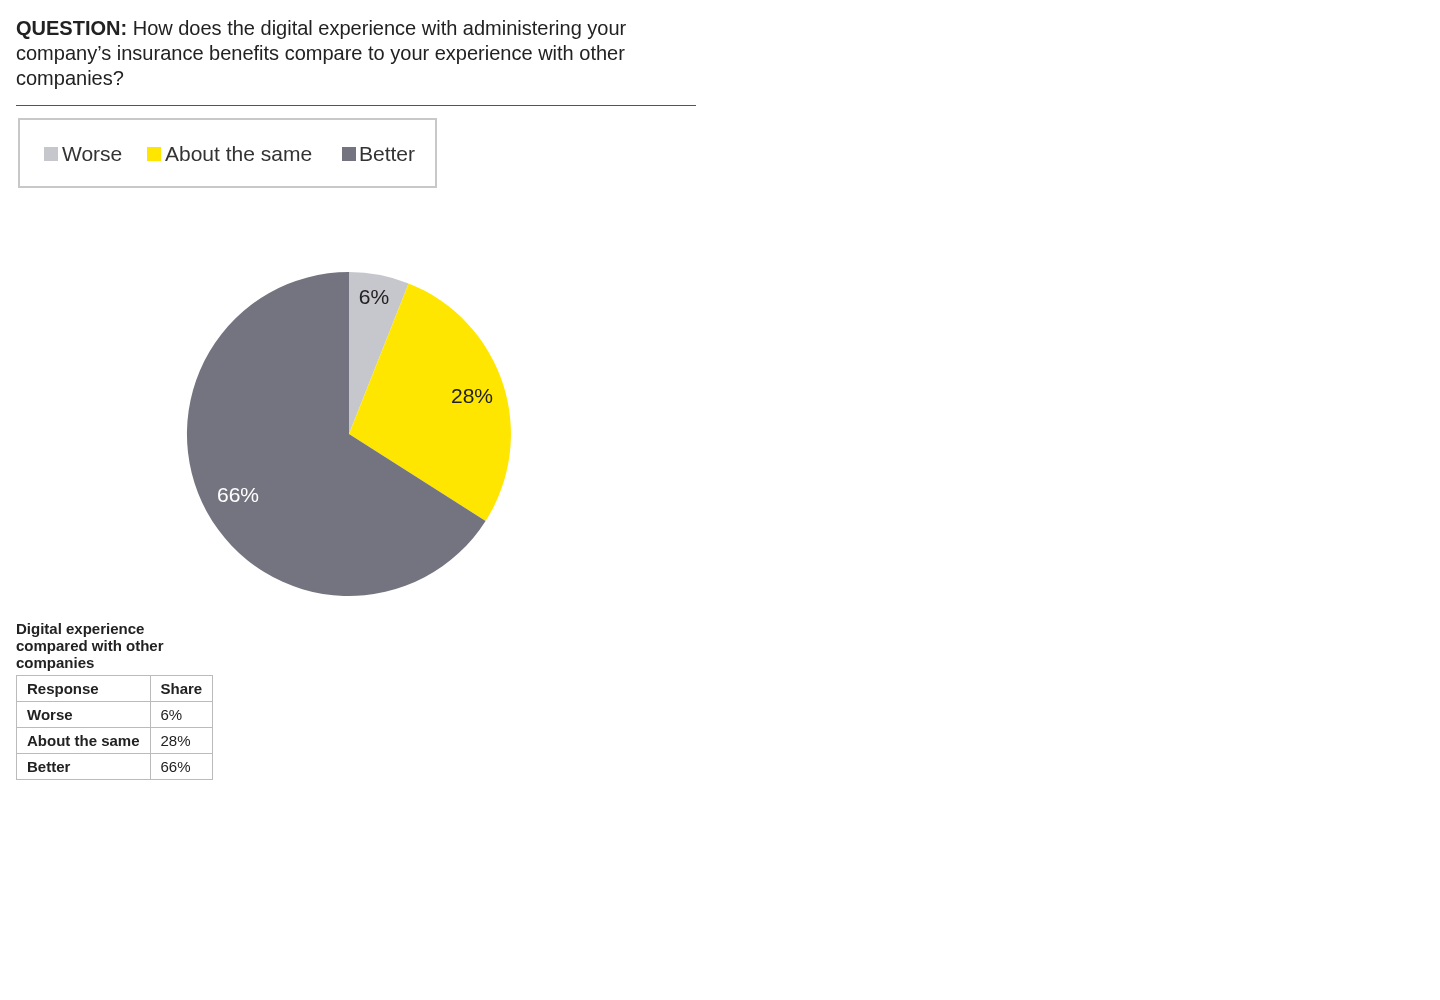 QUESTION: How does the digital experience with administering your
company’s insurance benefits compare to your experience with other
companies?
Worse About the same Better
6%
28%
66%
Digital experience
compared with other
companies
Response Share
Worse 6%
About the same 28%
Better 66%